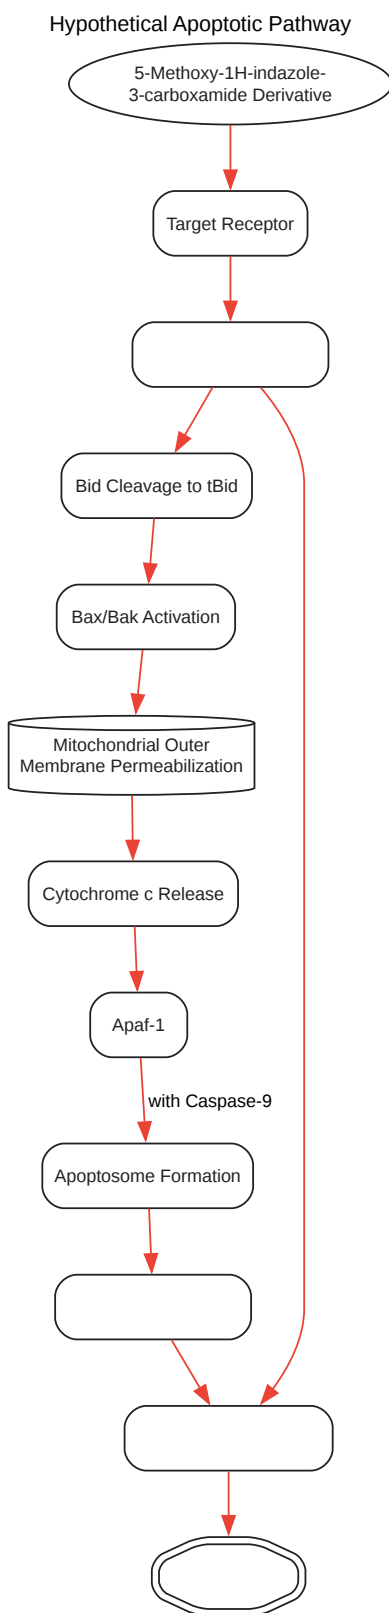 Hypothetical Apoptotic Pathway
5-Methoxy-1H-indazole-
3-carboxamide Derivative
Target Receptor
Bid Cleavage to tBid
Bax/Bak Activation
Mitochondrial Outer
Membrane Permeabilization
Cytochrome c Release
Apaf-1
with Caspase-9
Apoptosome Formation